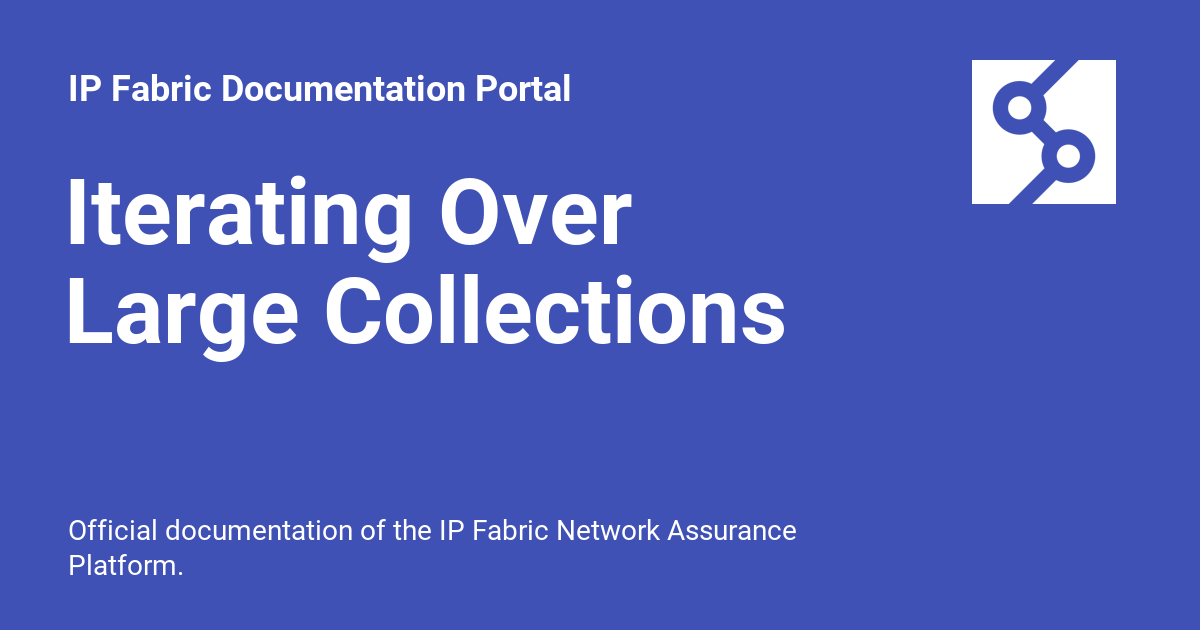 IP Fabric Documentation Portal
Iterating Over
Large Collections
Official documentation of the IP Fabric Network Assurance
Platform.